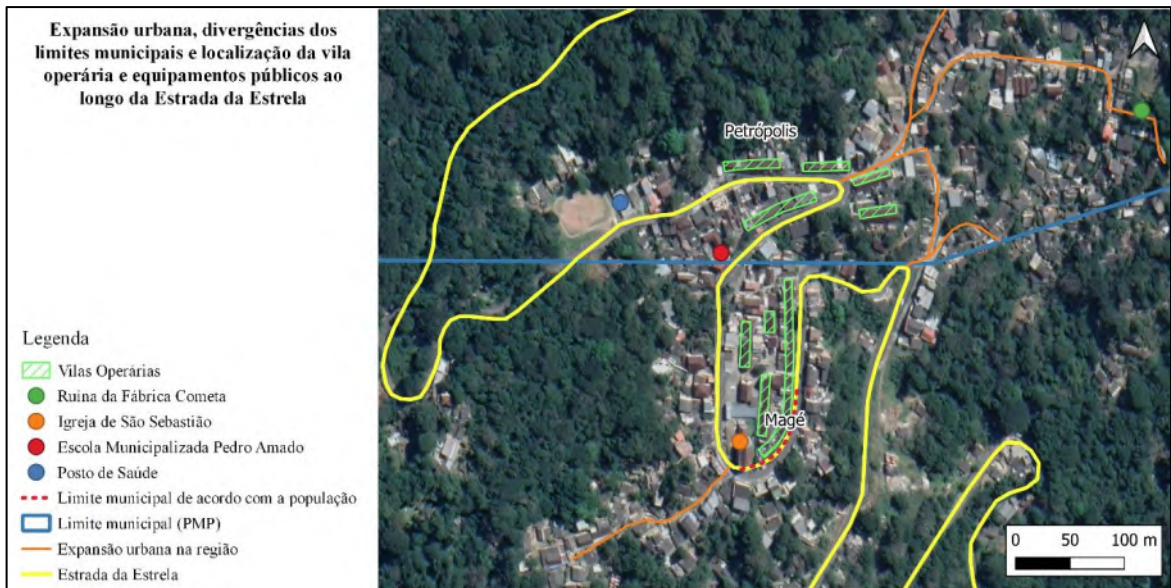 Expansão urbana, divergências dos
limites municipais e localização da vila
operária e equipamentos públicos ao
longo da Estrada da Estrela
Petrópolis
Magé
Legenda
Vilas Operárias
Ruina da Fábrica Cometa
Igreja de São Sebastião
Escola Municipalizada Pedro Amado
Posto de Saúde
Limite municipal de acordo com a população
Limite municipal (PMP)
Expansão urbana na região
Estrada da Estrela
0 50 100 m